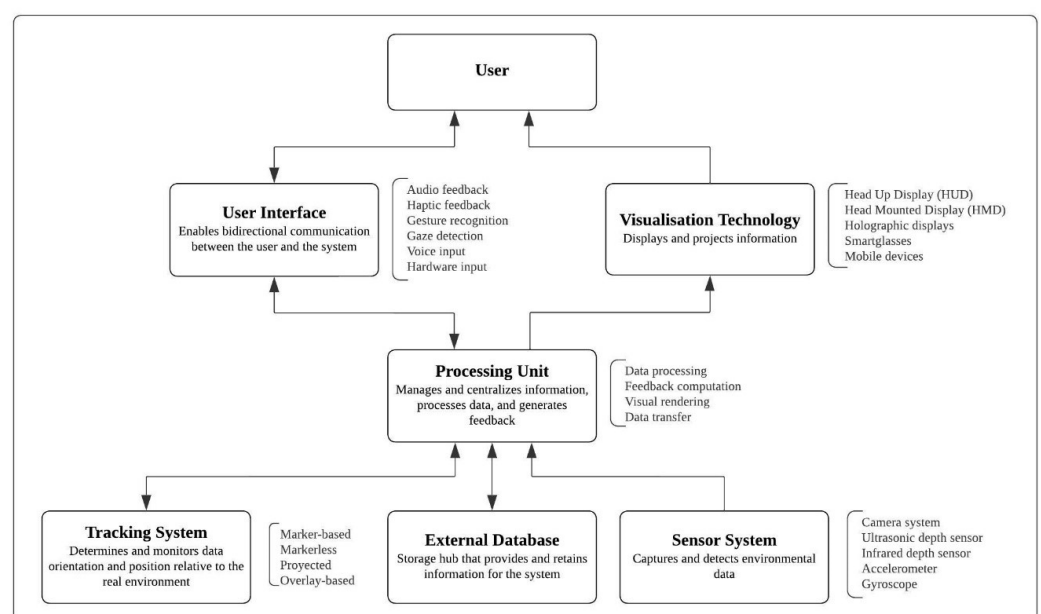 User
User Interface
Enables bidirectional communication
between the user and the system
Audio feedback
Haptic feedback
Gesture recognition
Gaze detection
Voice input
Hardware input
Visualisation Technology
Displays and projects information
Head Up Display (HUD)
Head Mounted Display (HMD)
Holographic displays
Smartglasses
Mobile devices
Processing Unit
Manages and centralizes information,
processes data, and generates
feedback
Data processing
Feedback computation
Visual rendering
Data transfer
Tracking System
Determines and monitors data
orientation and position relative to the
real environment
Marker-based
Markerless
Proyected
Overlay-based
External Database
Storage hub that provides and retains
information for the system
Sensor System
Captures and detects environmental
data
Camera system
Ultrasonic depth sensor
Infrared depth sensor
Accelerometer
Gyroscope